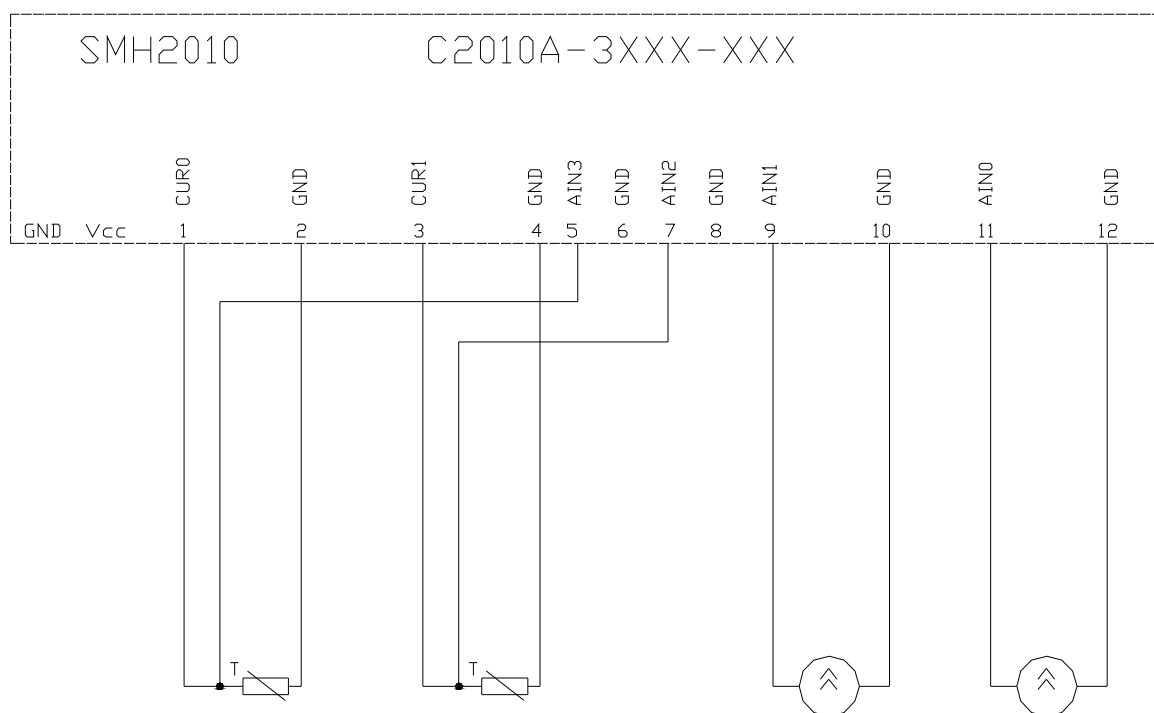 SMH2010 C2010A-3XXX-XXX
CUR0 GND CUR1 GND AIN3 GND AIN2 GND AIN1 GND AIN0 GND
GND Vcc 1 2 3 4 5 6 7 8 9 10 11 12
T T